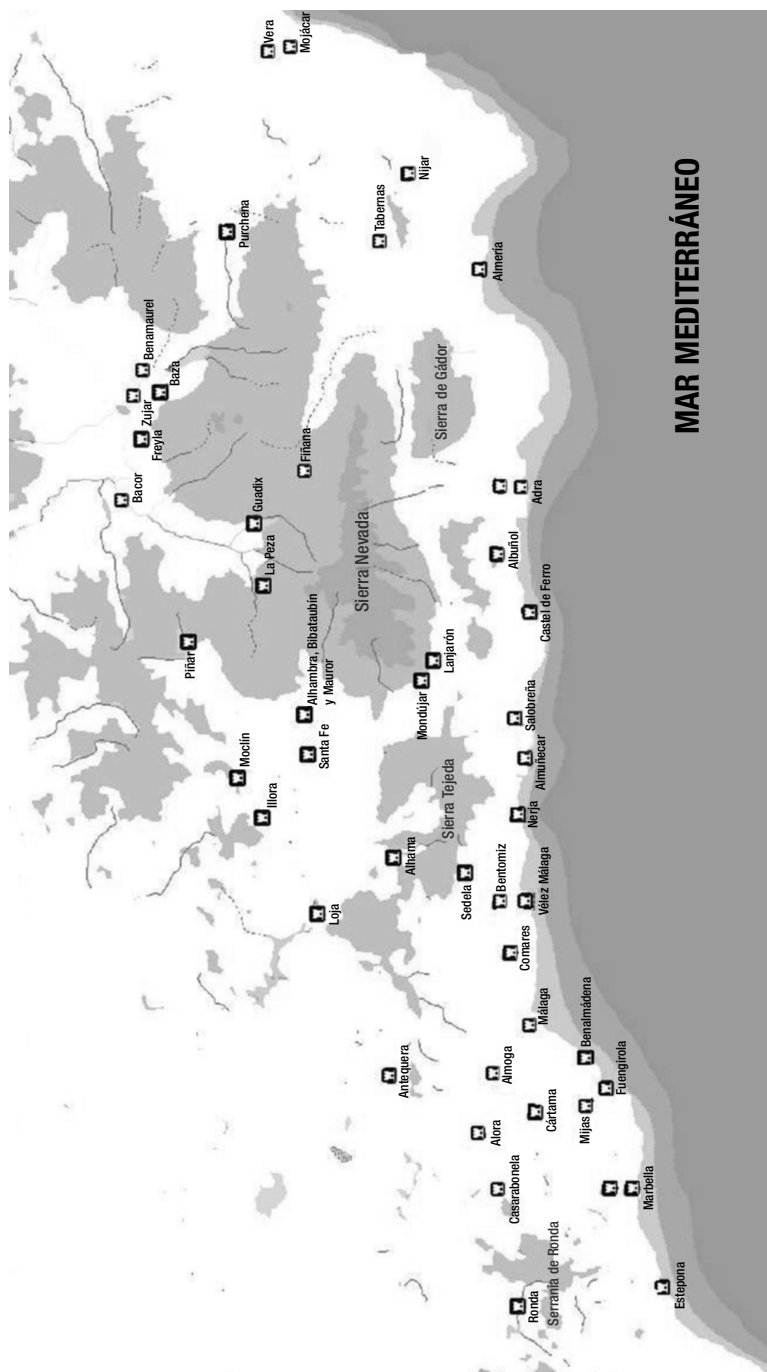 Vera
Mojácar
Purchena
Tabernas
Níjar
Almería
Benamaurel
Zujar
Baza
Freyla
Bacor
Fiñana
Guadix
La Peza
Sierra de Gádor
Sierra Nevada
Adra
Albuñol
Castel de Ferro
Piñar
Alhambra, Bibataubín
y Mauror
Santa Fe
Lanjarón
Mondújar
Moclín
Illora
Salobreña
Almuñecar
Nerja
Sierra Tejeda
Alhama
Sedela
Bentomiz
Vélez Málaga
Loja
Comares
Málaga
Benalmádena
Antequera
Almoga
Fuengirola
Cártama
Mijas
Alora
Casarabonela
Marbella
Ronda
Serranía de Ronda
Estepona
MAR MEDITERRÁNEO